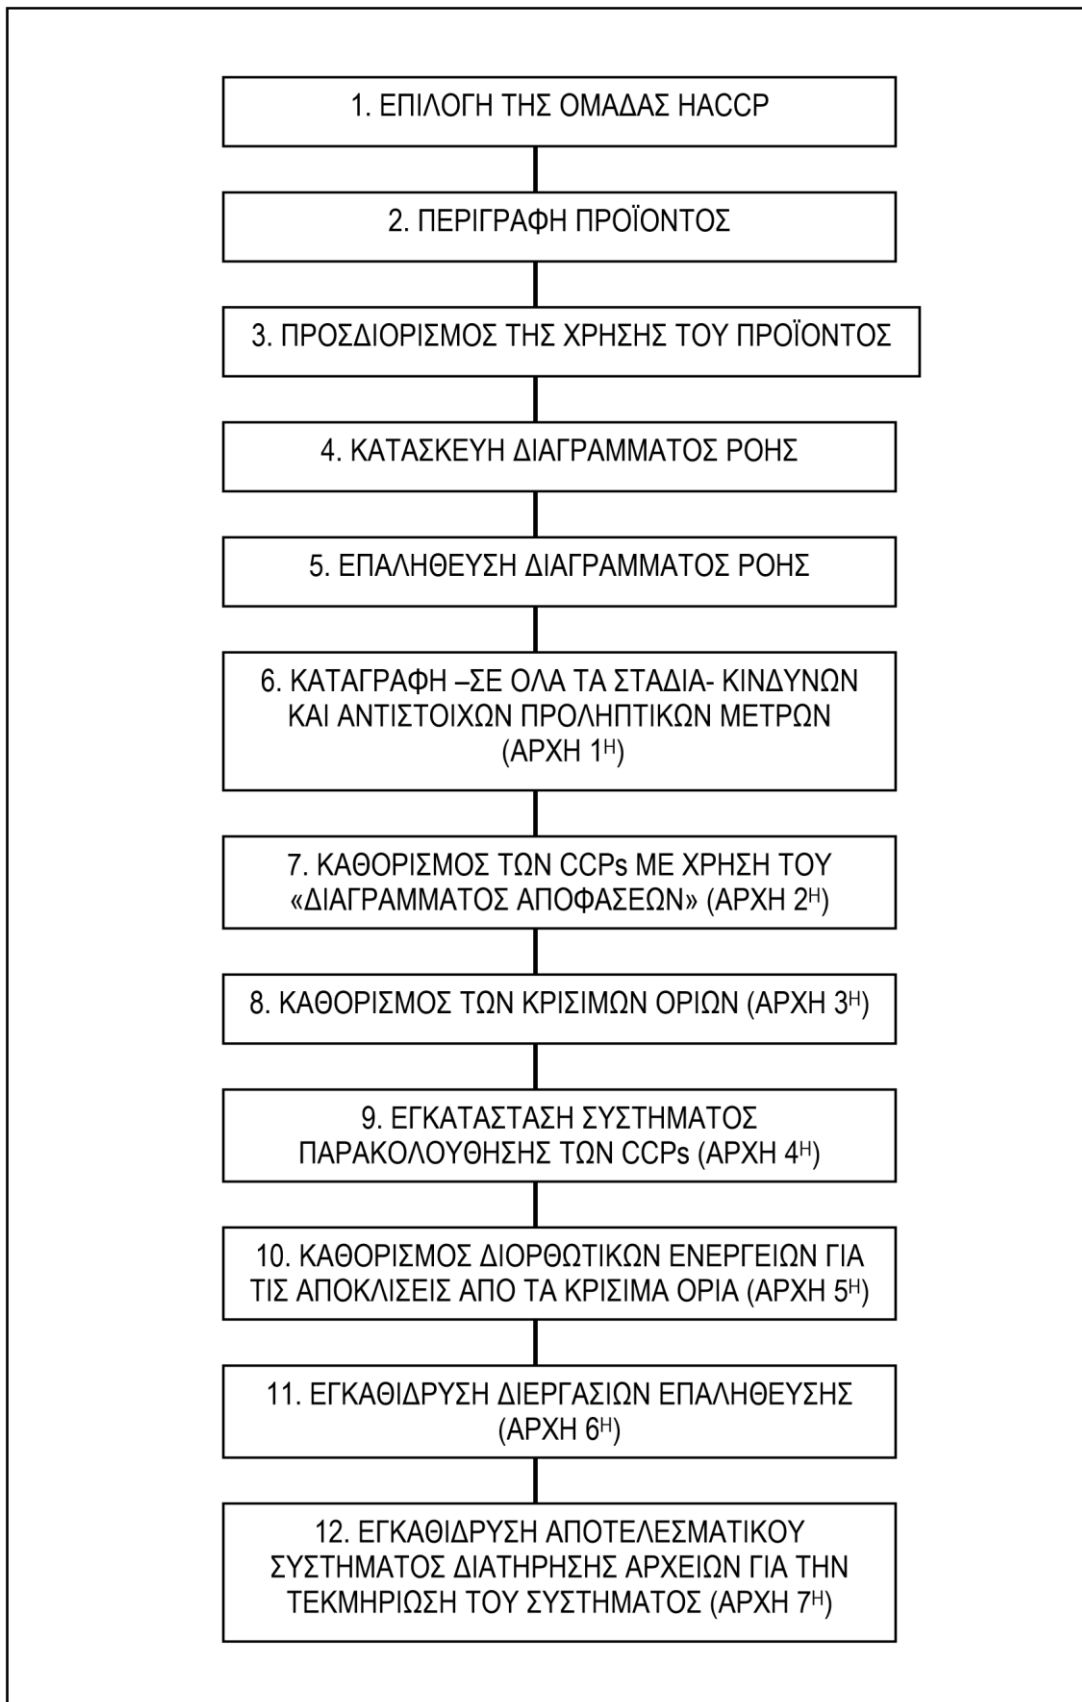 1. ΕΠΙΛΟΓΗ ΤΗΣ ΟΜΑΔΑΣ HACCP
2. ΠΕΡΙΓΡΑΦΗ ΠΡΟΪΟΝΤΟΣ
3. ΠΡΟΣΔΙΟΡΙΣΜΟΣ ΤΗΣ ΧΡΗΣΗΣ ΤΟΥ ΠΡΟΪΟΝΤΟΣ
4. ΚΑΤΑΣΚΕΥΗ ΔΙΑΓΡΑΜΜΑΤΟΣ ΡΟΗΣ
5. ΕΠΑΛΗΘΕΥΣΗ ΔΙΑΓΡΑΜΜΑΤΟΣ ΡΟΗΣ
6. ΚΑΤΑΓΡΑΦΗ –ΣΕ ΟΛΑ ΤΑ ΣΤΑΔΙΑ- ΚΙΝΔΥΝΩΝ
ΚΑΙ ΑΝΤΙΣΤΟΙΧΩΝ ΠΡΟΛΗΠΤΙΚΩΝ ΜΕΤΡΩΝ
(ΑΡΧΗ 1Η)
7. ΚΑΘΟΡΙΣΜΟΣ ΤΩΝ CCPs ΜΕ ΧΡΗΣΗ ΤΟΥ
«ΔΙΑΓΡΑΜΜΑΤΟΣ ΑΠΟΦΑΣΕΩΝ» (ΑΡΧΗ 2Η)
8. ΚΑΘΟΡΙΣΜΟΣ ΤΩΝ ΚΡΙΣΙΜΩΝ ΟΡΙΩΝ (ΑΡΧΗ 3Η)
9. ΕΓΚΑΤΑΣΤΑΣΗ ΣΥΣΤΗΜΑΤΟΣ
ΠΑΡΑΚΟΛΟΥΘΗΣΗΣ ΤΩΝ CCPs (ΑΡΧΗ 4Η)
10. ΚΑΘΟΡΙΣΜΟΣ ΔΙΟΡΘΩΤΙΚΩΝ ΕΝΕΡΓΕΙΩΝ ΓΙΑ
ΤΙΣ ΑΠΟΚΛΙΣΕΙΣ ΑΠΟ ΤΑ ΚΡΙΣΙΜΑ ΟΡΙΑ (ΑΡΧΗ 5Η)
11. ΕΓΚΑΘΙΔΡΥΣΗ ΔΙΕΡΓΑΣΙΩΝ ΕΠΑΛΗΘΕΥΣΗΣ
(ΑΡΧΗ 6Η)
12. ΕΓΚΑΘΙΔΡΥΣΗ ΑΠΟΤΕΛΕΣΜΑΤΙΚΟΥ
ΣΥΣΤΗΜΑΤΟΣ ΔΙΑΤΗΡΗΣΗΣ ΑΡΧΕΙΩΝ ΓΙΑ ΤΗΝ
ΤΕΚΜΗΡΙΩΣΗ ΤΟΥ ΣΥΣΤΗΜΑΤΟΣ (ΑΡΧΗ 7Η)